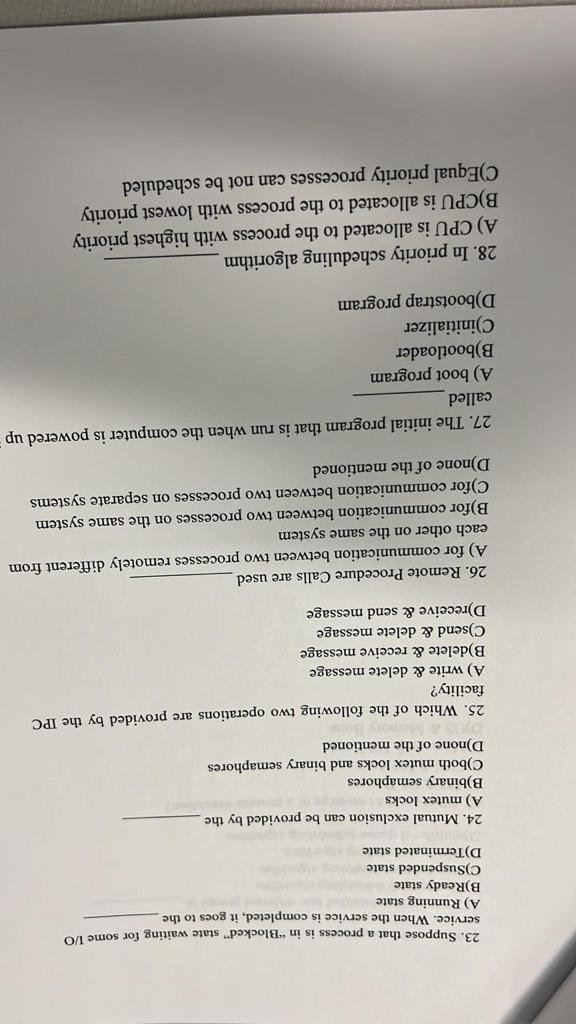 23. Suppose that a process is in “Blocked” state waiting for some I/O
service. When the service is completed, it goes to the __________
A) Running state
B)Ready state
C)Suspended state
D)Terminated state
24. Mutual exclusion can be provided by the __________
A) mutex locks
B)binary semaphores
C)both mutex locks and binary semaphores
D)none of the mentioned
25. Which of the following two operations are provided by the IPC
facility?
A) write & delete message
B)delete & receive message
C)send & delete message
D)receive & send message
26. Remote Procedure Calls are used __________
A) for communication between two processes remotely different from
each other on the same system
B)for communication between two processes on the same system
C)for communication between two processes on separate systems
D)none of the mentioned
27. The initial program that is run when the computer is powered up
called __________
A) boot program
B)bootloader
C)initializer
D)bootstrap program
28. In priority scheduling algorithm __________
A) CPU is allocated to the process with highest priority
B)CPU is allocated to the process with lowest priority
C)Equal priority processes can not be scheduled